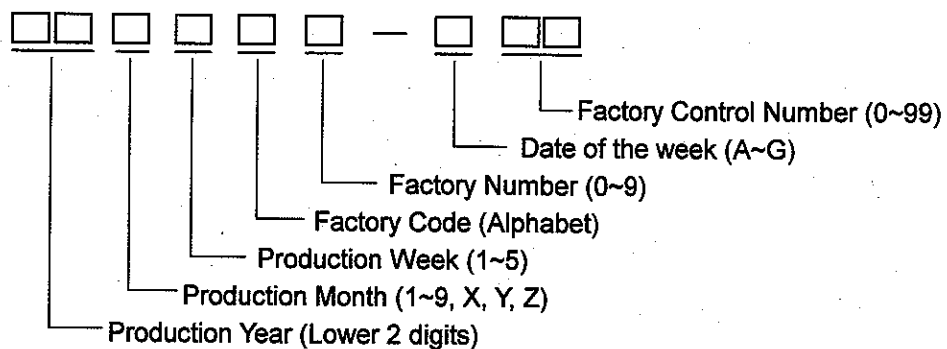 Factory Control Number (0~99)
Date of the week (A~G)
Factory Number (0~9)
Factory Code (Alphabet)
Production Week (1~5)
Production Month (1~9, X, Y, Z)
Production Year (Lower 2 digits)